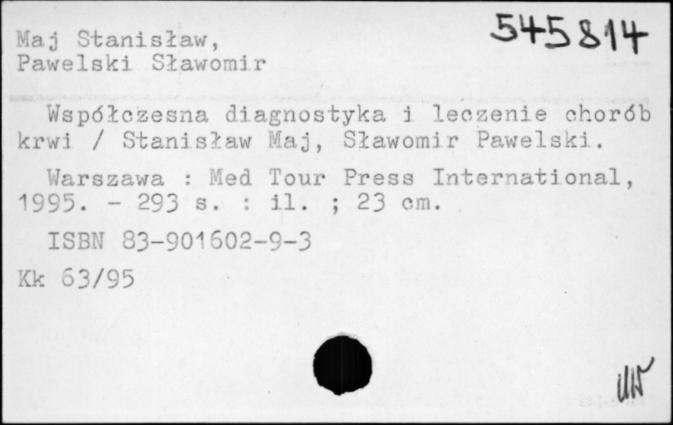 545814
Maj Stanisław,
Pawelski Sławomir
Współczesna diagnostyka i leczenie chorób
krwi / Stanisław Maj, Sławomir Pawelski.
Warszawa : Med Tour Press International,
1995. - 293 s. : il. ; 23 cm.
ISBN 83-901602-9-3
Kk 63/95